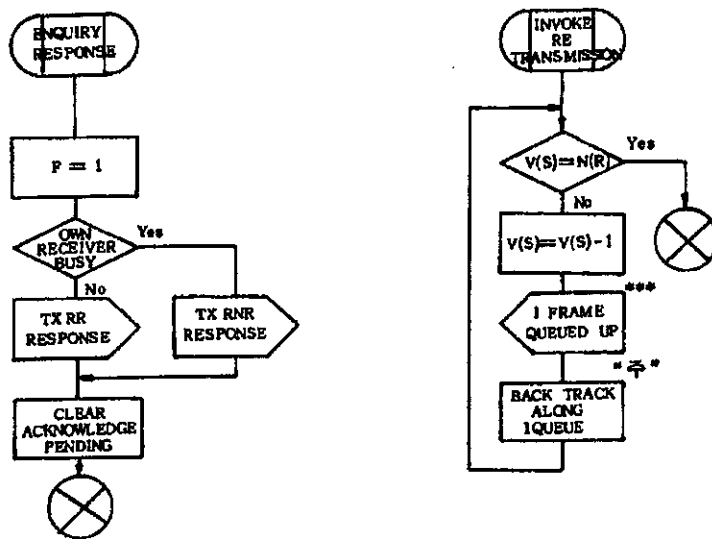 ENQUIRY
RESPONSE
F = 1
OWN
RECEIVER
BUSY
Yes
No
TX RR
RESPONSE
TX RNR
RESPONSE
CLEAR
ACKNOWLEDGE
PENDING
INVOKE
RE
TRANSMISSION
V(S)=N(R)
Yes
No
V(S)=V(S)-1
***
I FRAME
QUEUED UP
BACK TRACK
ALONG
IQUEUE